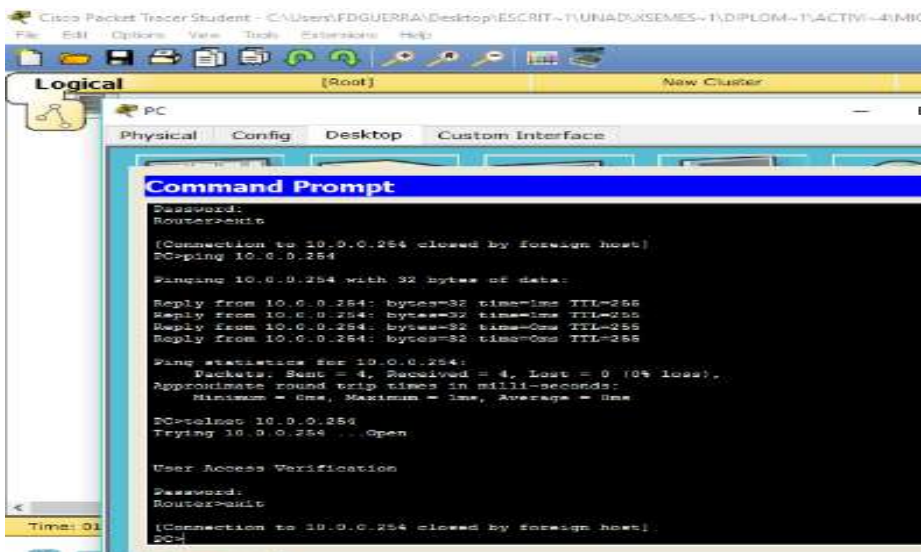 Cisco Packet Tracer Student - C:\Users\FDGUERRA\Desktop\ESCRIT~1\UNAD\XSEMES~1\DIPLOM~1\ACTIVI~4\MIC
File Edit Options View Tools Extensions Help
Logical [Root] New Cluster
PC
Physical Config Desktop Custom Interface
Command Prompt
Password:
Router>exit
[Connection to 10.0.0.254 closed by foreign host]
PC>ping 10.0.0.254
Pinging 10.0.0.254 with 32 bytes of data:
Reply from 10.0.0.254: bytes=32 time=1ms TTL=255
Reply from 10.0.0.254: bytes=32 time=1ms TTL=255
Reply from 10.0.0.254: bytes=32 time=0ms TTL=255
Reply from 10.0.0.254: bytes=32 time=0ms TTL=255
Ping statistics for 10.0.0.254:
Packets: Sent = 4, Received = 4, Lost = 0 (0% loss),
Approximate round trip times in milli-seconds:
Minimum = 0ms, Maximum = 1ms, Average = 0ms
PC>telnet 10.0.0.254
Trying 10.0.0.254 ...Open
User Access Verification
Password:
Router>exit
[Connection to 10.0.0.254 closed by foreign host]
PC>
Time: 01